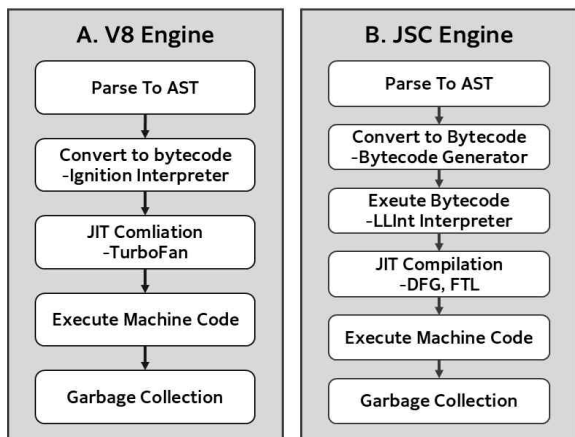 A. V8 Engine
Parse To AST
Convert to bytecode
-Ignition Interpreter
JIT Comliation
-TurboFan
Execute Machine Code
Garbage Collection
B. JSC Engine
Parse To AST
Convert to Bytecode
-Bytecode Generator
Exeute Bytecode
-LLInt Interpreter
JIT Compilation
-DFG, FTL
Execute Machine Code
Garbage Collection